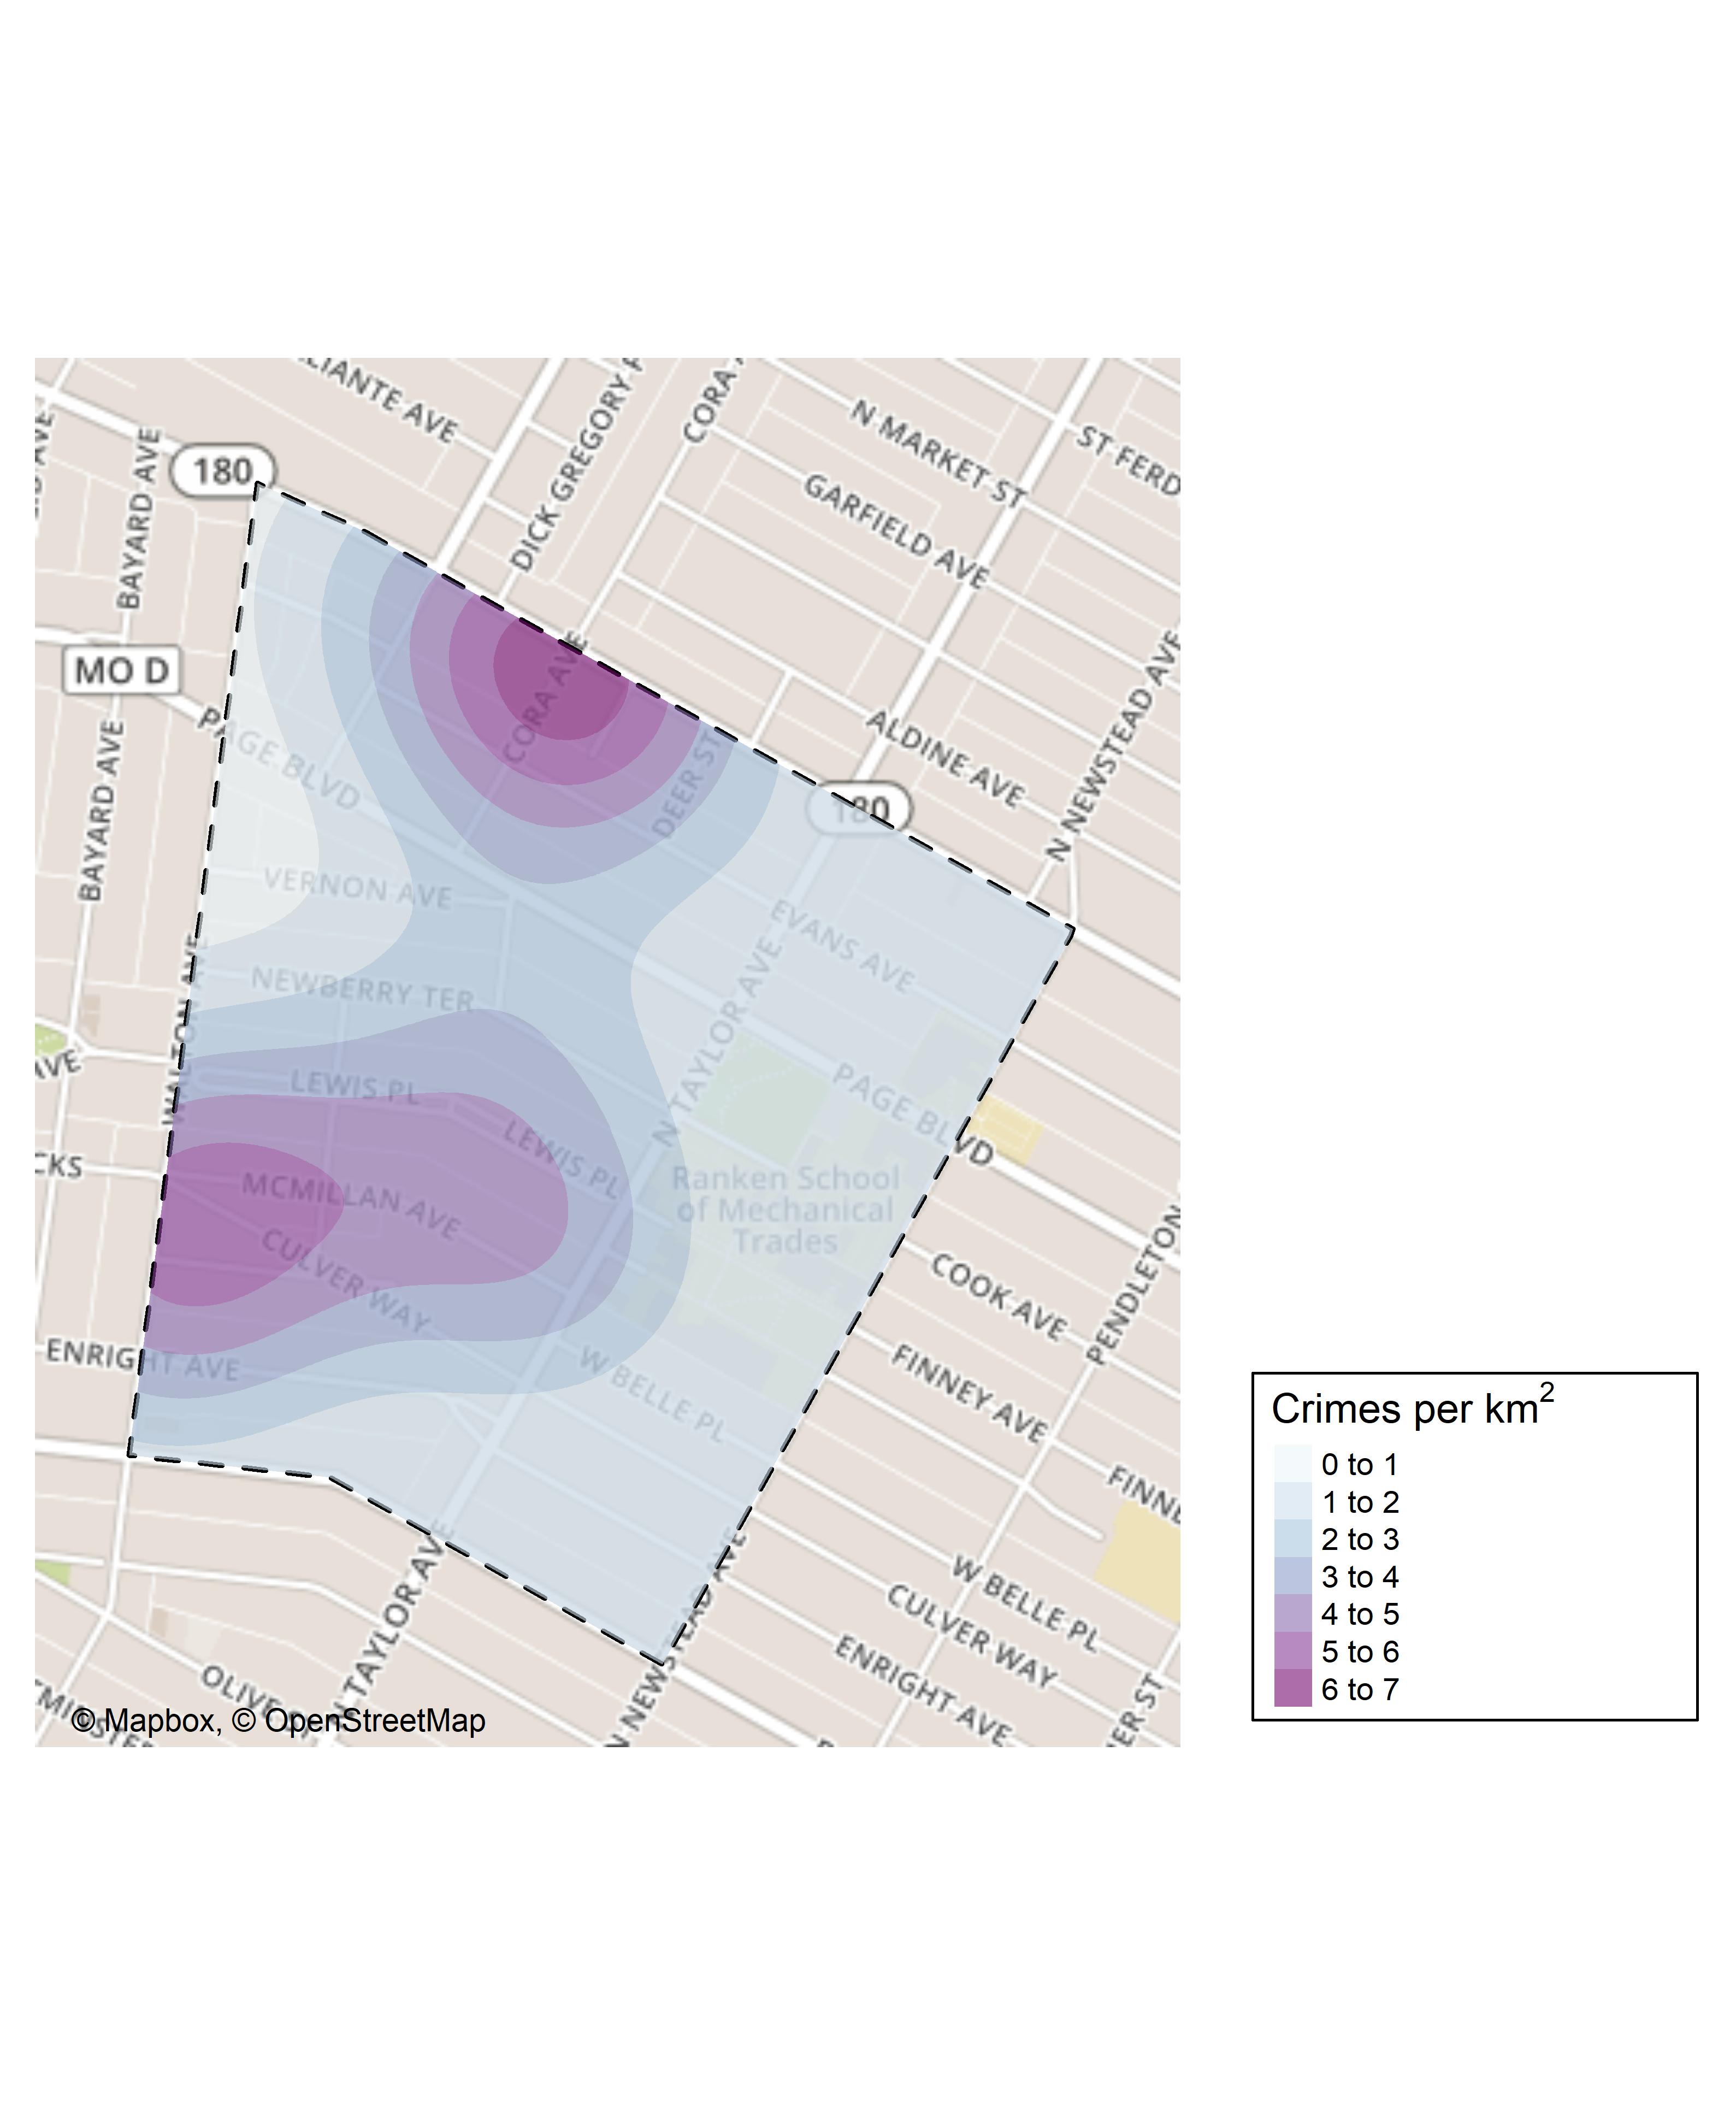 LIANTE AVE
DICK GREGORY P
CORA
N MARKET ST
ST FERD
GARFIELD AVE
BAYARD AVE
180
MO D
BAYARD AVE
PAGE BLVD
CORA AVE
DEER ST
ALDINE AVE
N NEWSTEAD AVE
180
VERNON AVE
EVANS AVE
NEWBERRY TER
WALTON AVE
N TAYLOR AVE
AVE
LEWIS PL
LEWIS PL
PAGE BLVD
CKS
MCMILLAN AVE
Ranken School
of Mechanical
Trades
CULVER WAY
COOK AVE
PENDLETON
ENRIGHT AVE
W BELLE PL
FINNEY AVE
FINNE
N TAYLOR AVE
N NEWSTEAD AVE
W BELLE PL
CULVER WAY
ENRIGHT AVE
OLIVE ST
ER ST
© Mapbox, © OpenStreetMap
Crimes per km²
0 to 1
1 to 2
2 to 3
3 to 4
4 to 5
5 to 6
6 to 7